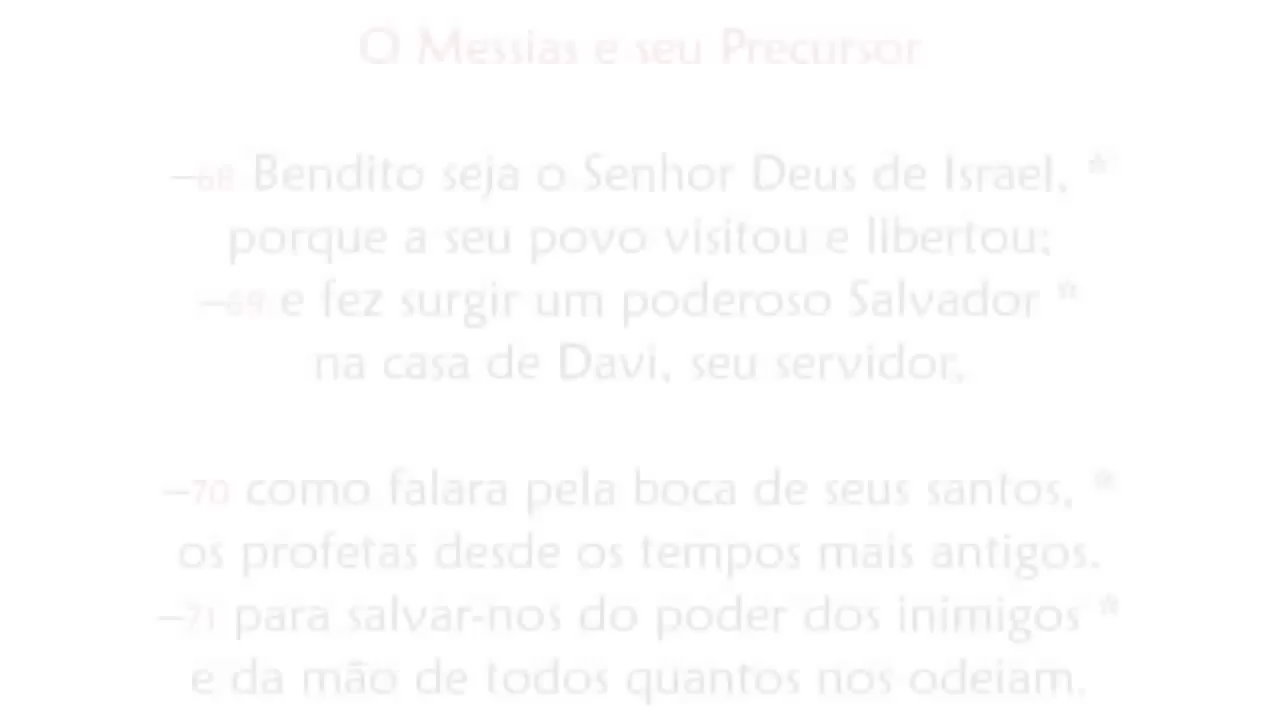 O Messias e seu Precursor
–68 Bendito seja o Senhor Deus de Israel, *
porque a seu povo visitou e libertou;
–69 e fez surgir um poderoso Salvador *
na casa de Davi, seu servidor,
–70 como falara pela boca de seus santos, *
os profetas desde os tempos mais antigos.
–71 para salvar-nos do poder dos inimigos *
e da mão de todos quantos nos odeiam.